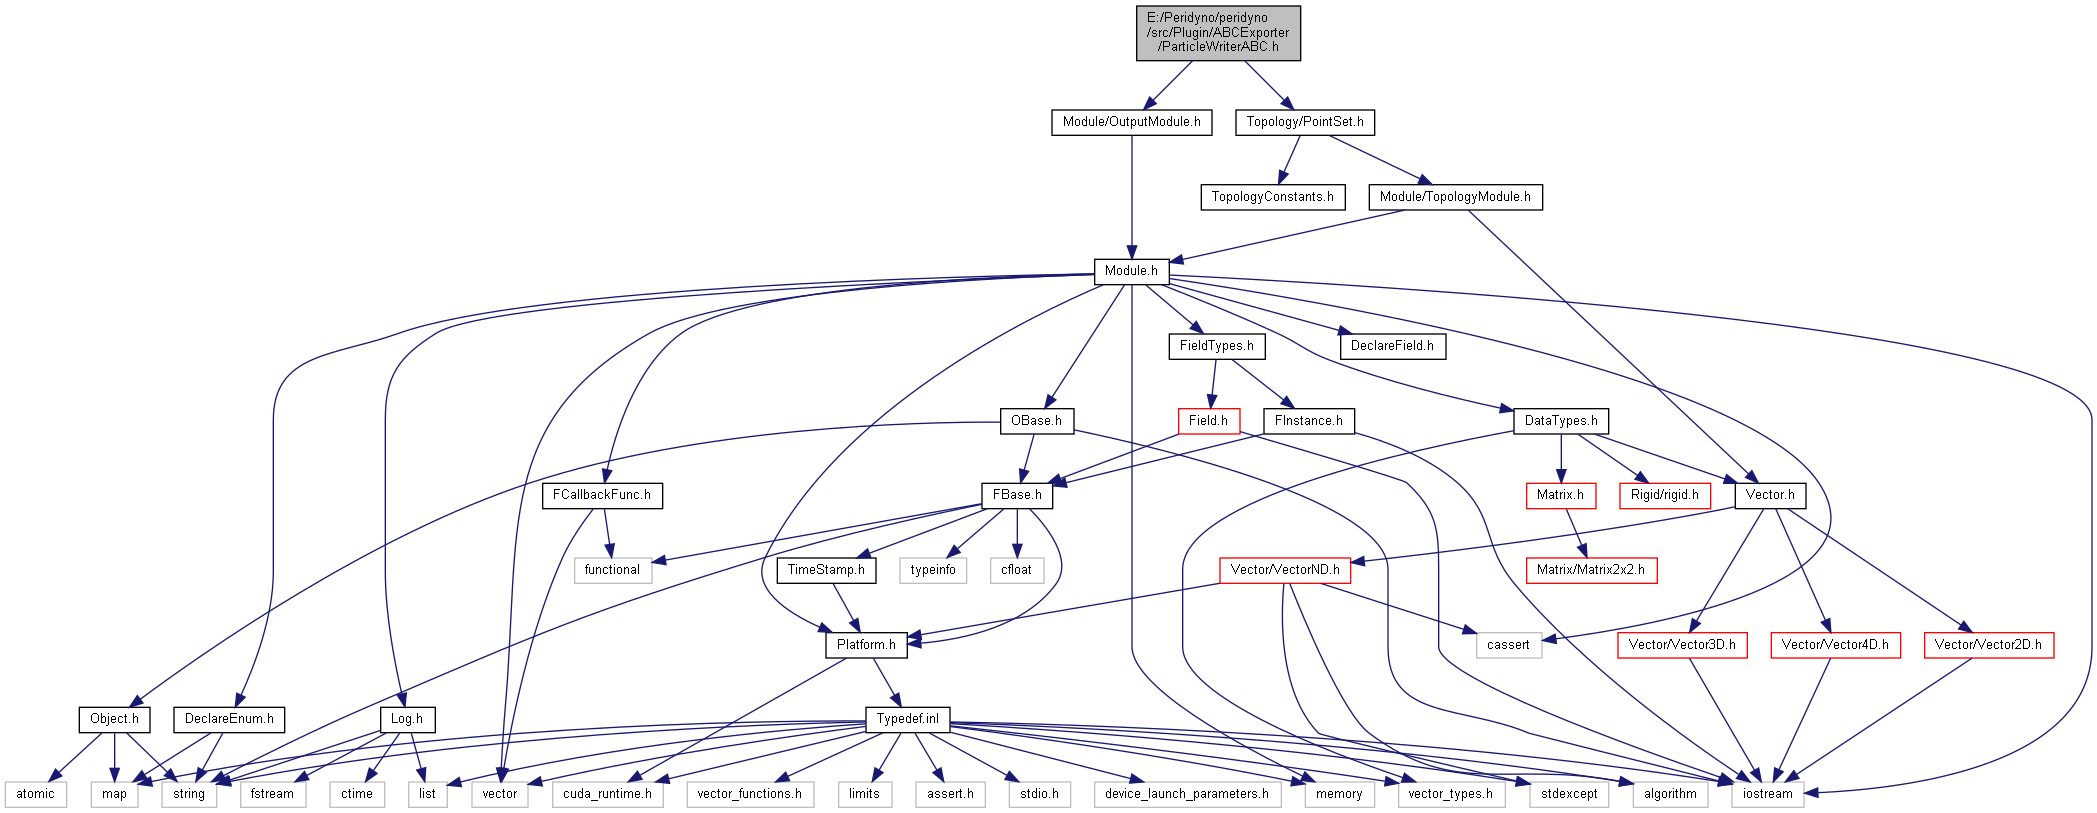 E:/Peridyno/peridyno
/src/Plugin/ABCExporter
/ParticleWriterABC.h
Module/OutputModule.h
Topology/PointSet.h
TopologyConstants.h
Module/TopologyModule.h
Module.h
FieldTypes.h
DeclareField.h
OBase.h
Field.h
FInstance.h
DataTypes.h
FCallbackFunc.h
FBase.h
Matrix.h
Rigid/rigid.h
Vector.h
functional
TimeStamp.h
typeinfo
cfloat
Vector/VectorND.h
Matrix/Matrix2x2.h
Platform.h
cassert
Vector/Vector3D.h
Vector/Vector4D.h
Vector/Vector2D.h
Object.h
DeclareEnum.h
Log.h
Typedef.inl
atomic
map
string
fstream
ctime
list
vector
cuda_runtime.h
vector_functions.h
limits
assert.h
stdio.h
device_launch_parameters.h
memory
vector_types.h
stdexcept
algorithm
iostream